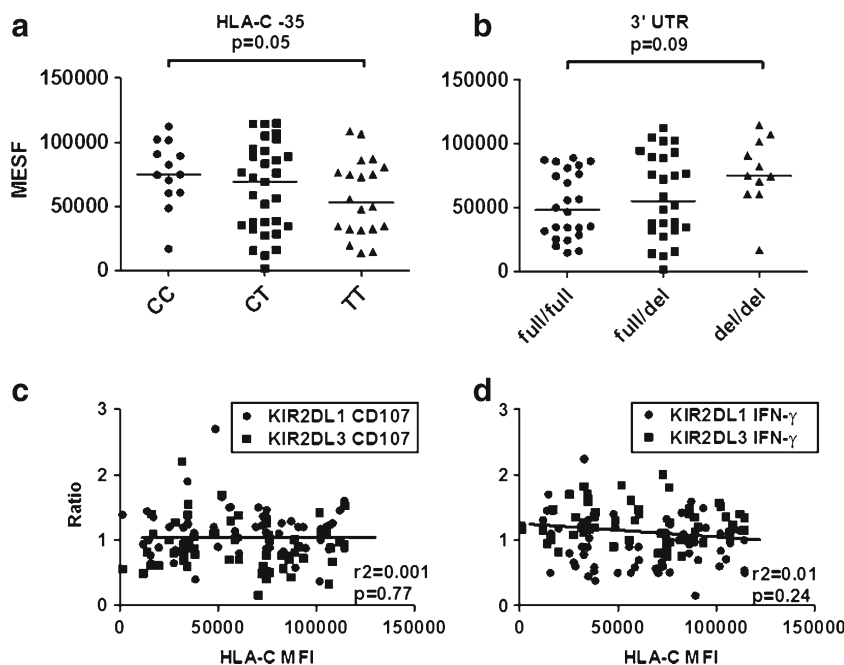 a
HLA-C -35
p=0.05
MESF
150000
100000
50000
0
CC
CT
TT
b
3' UTR
p=0.09
150000
100000
50000
0
full/full
full/del
del/del
c
KIR2DL1 CD107
KIR2DL3 CD107
Ratio
3
2
1
0
r2=0.001
p=0.77
0
50000
100000
150000
HLA-C MFI
d
KIR2DL1 IFN-γ
KIR2DL3 IFN-γ
3
2
1
0
r2=0.01
p=0.24
0
50000
100000
150000
HLA-C MFI